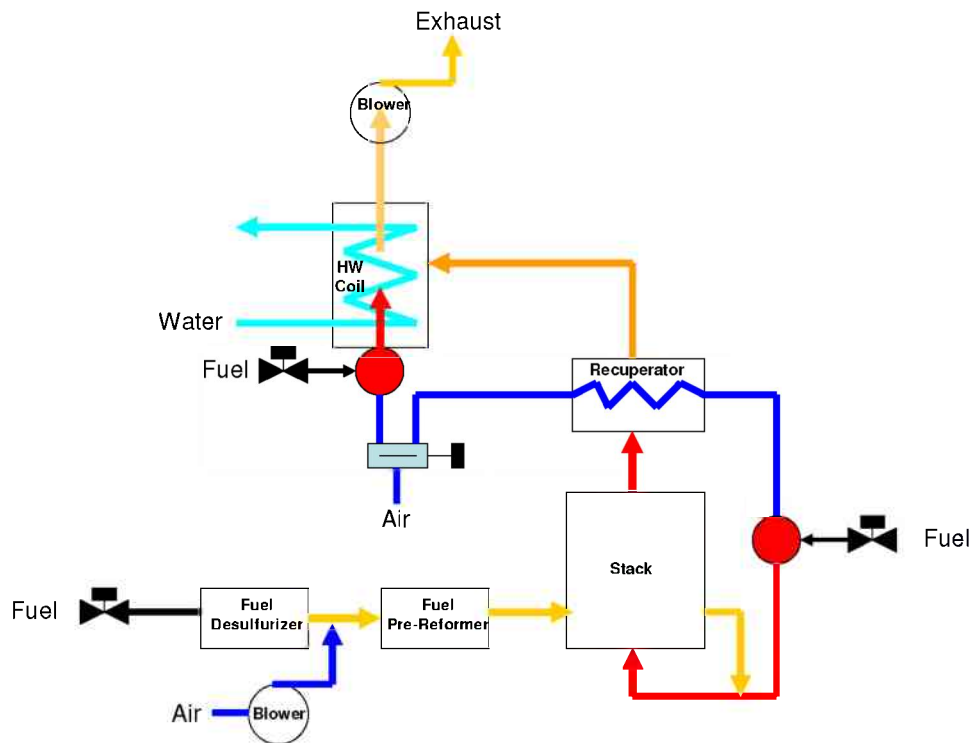 Exhaust
Blower
HW
Coil
Water
Fuel
Recuperator
Air
Stack
Fuel
Fuel
Fuel
Desulfurizer
Fuel
Pre-Reformer
Air
Blower